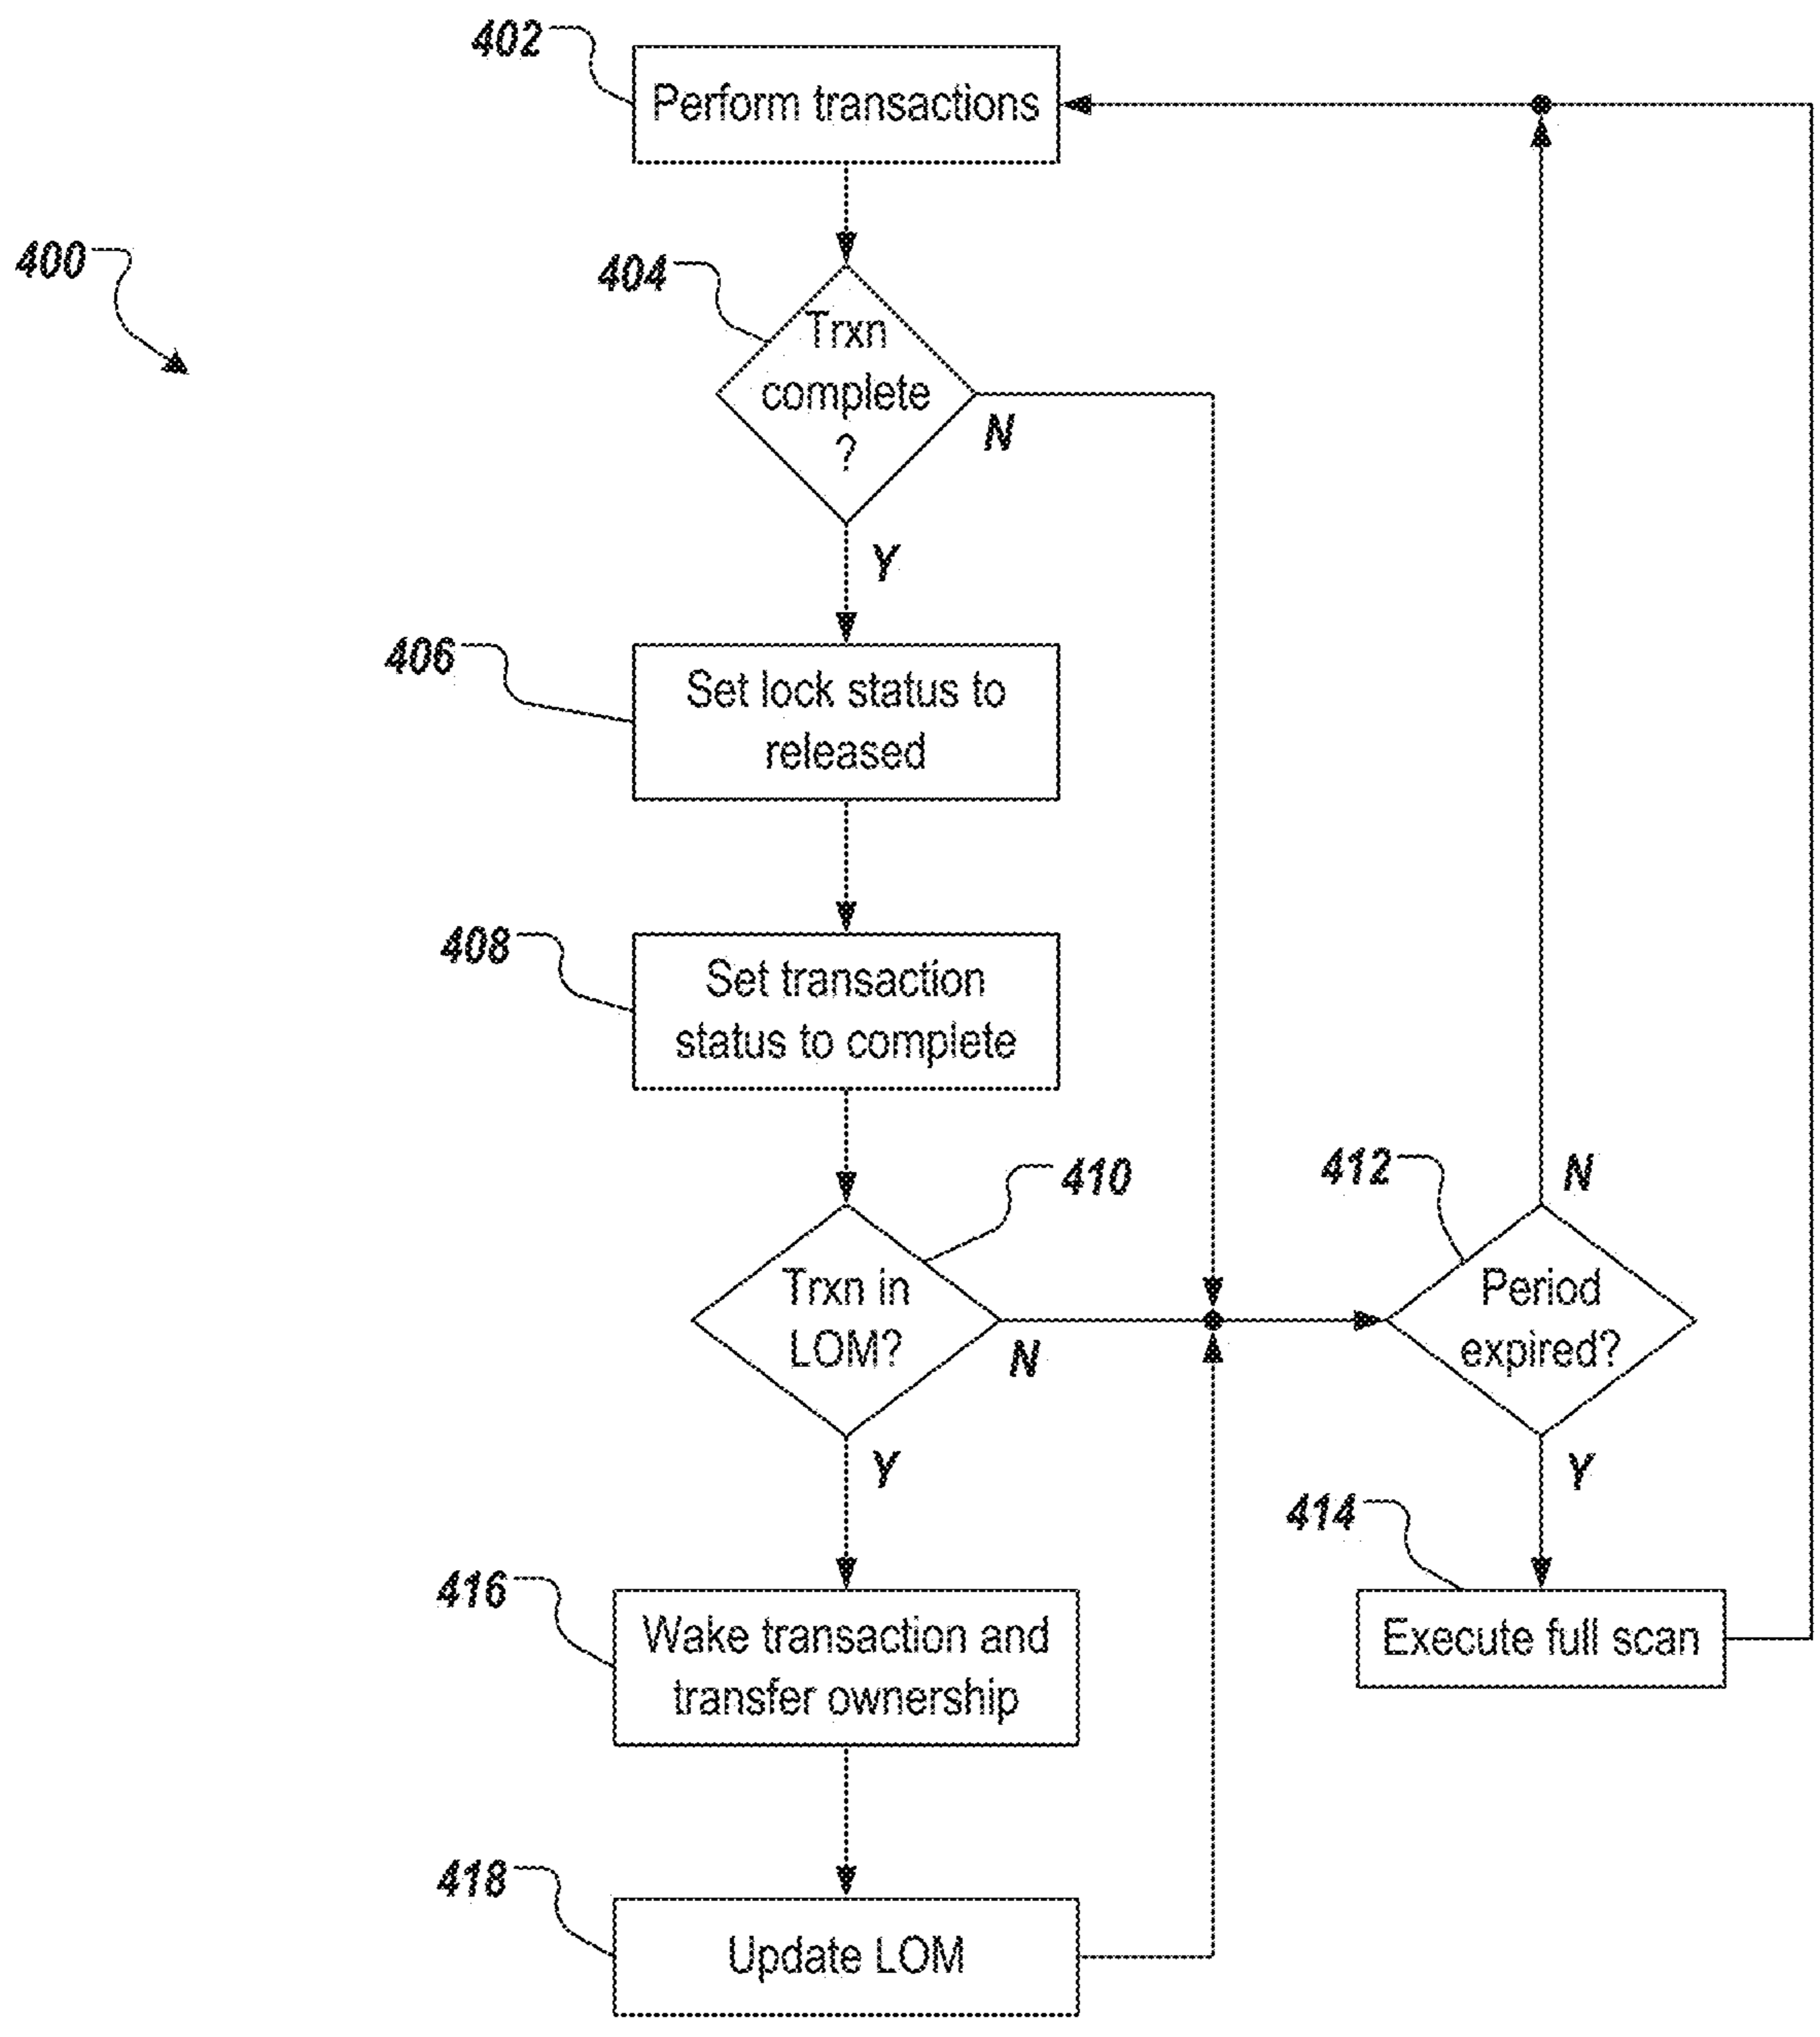 402
Perform transactions
400
404
Trxn
complete
?
N
Y
406
Set lock status to
released
408
Set transaction
status to complete
410
412
N
Trxn in
LOM?
N
Period
expired?
Y
Y
414
416
Wake transaction and
transfer ownership
Execute full scan
418
Update LOM